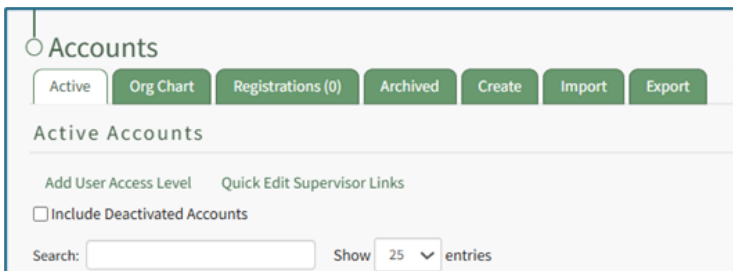 Accounts
Active Org Chart Registrations (0) Archived Create Import Export
Active Accounts
Add User Access Level Quick Edit Supervisor Links
Include Deactivated Accounts
Search: Show 25 entries